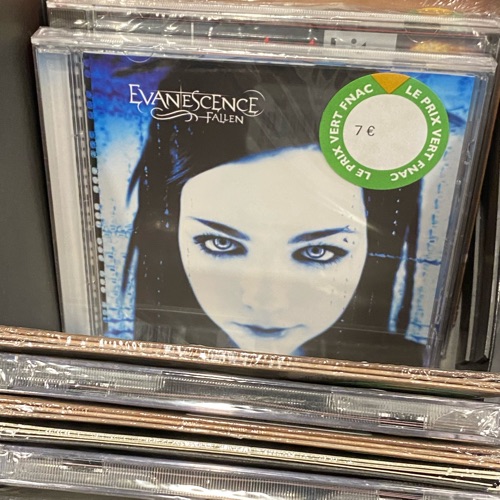 EVANESCENCE
FALLEN
LE PRIX VERT FNAC
7 €
LE PRIX VERT FNAC